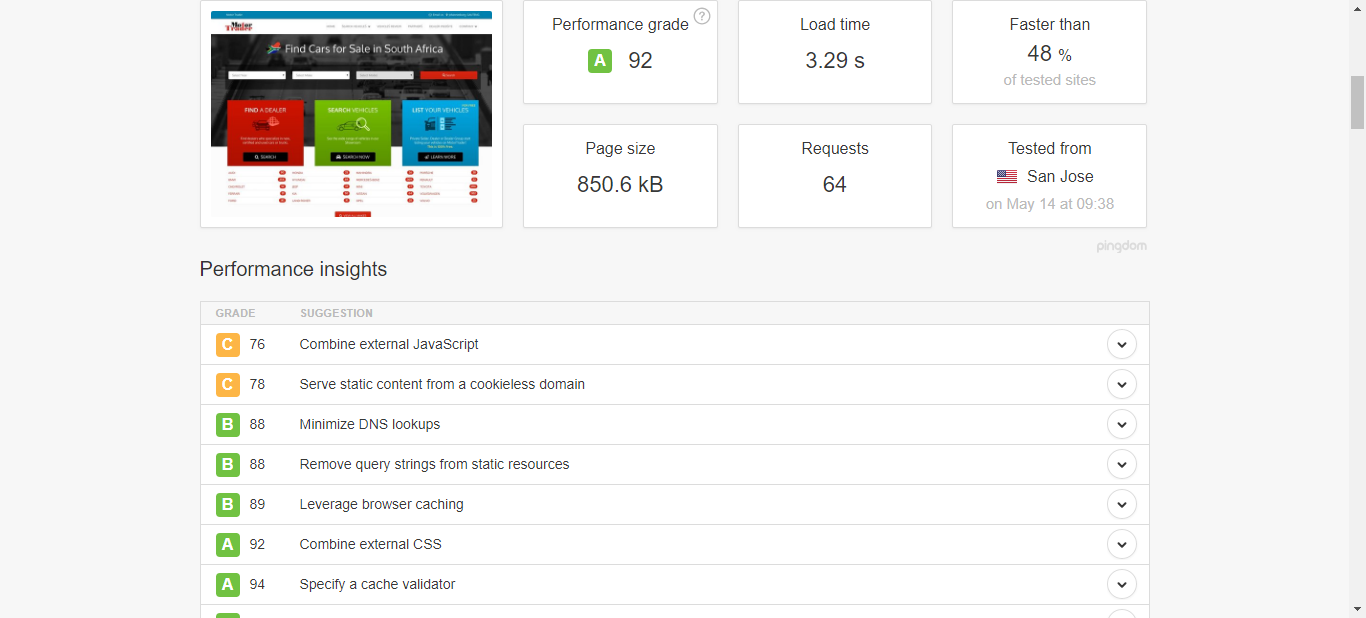 Motor
Trader
Find Cars for Sale in South Africa
FIND A DEALER
SEARCH VEHICLES
LIST YOUR VEHICLES
SEARCH
SEARCH NOW
LEARN MORE
Performance grade ?
A 92
Load time
3.29 s
Faster than
48 %
of tested sites
Page size
850.6 kB
Requests
64
Tested from
San Jose
on May 14 at 09:38
pingdom
Performance insights
GRADE SUGGESTION
C 76 Combine external JavaScript
C 78 Serve static content from a cookieless domain
B 88 Minimize DNS lookups
B 88 Remove query strings from static resources
B 89 Leverage browser caching
A 92 Combine external CSS
A 94 Specify a cache validator